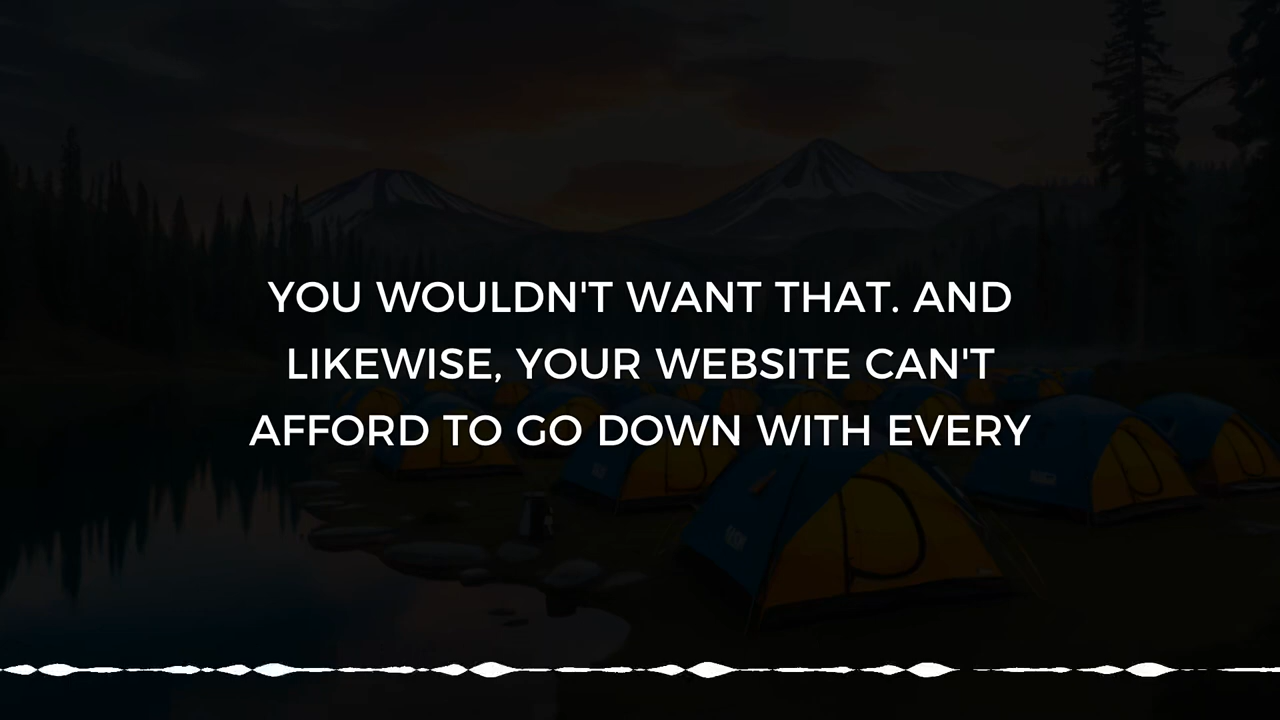 YOU WOULDN'T WANT THAT. AND
LIKEWISE, YOUR WEBSITE CAN'T
AFFORD TO GO DOWN WITH EVERY